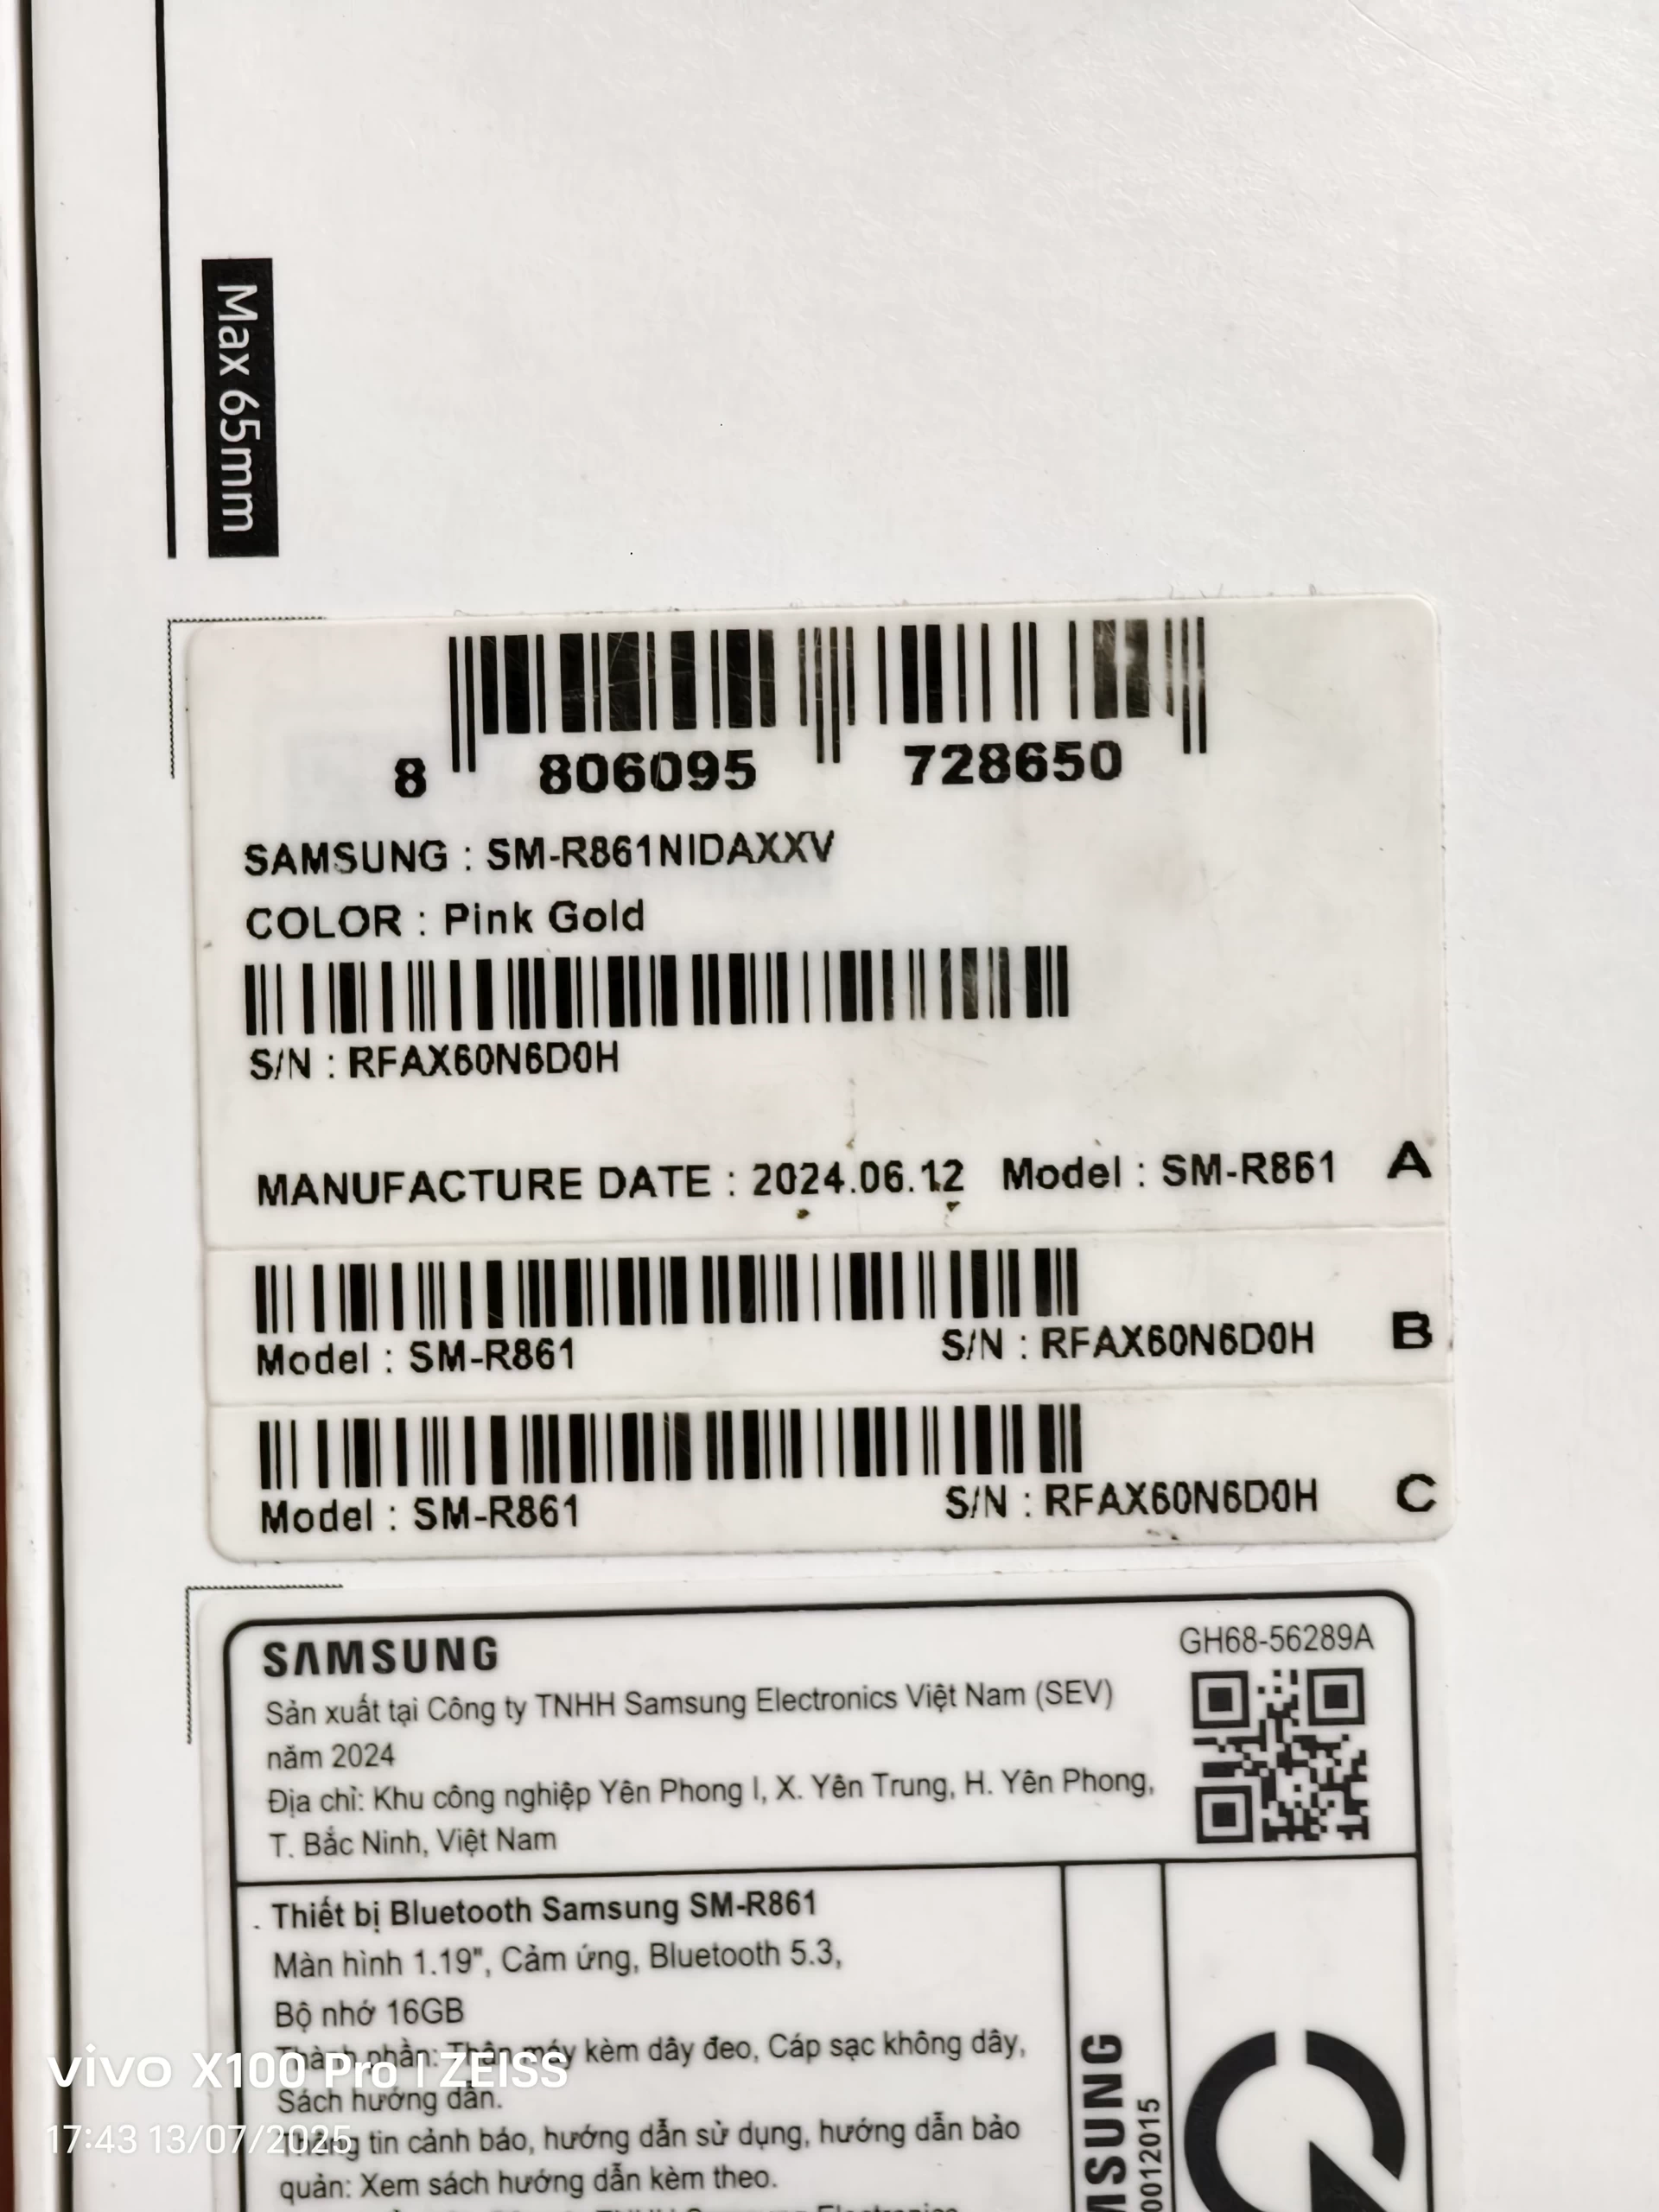 Max 65mm
8 806095 728650
SAMSUNG : SM-R861NIDAXXV
COLOR : Pink Gold
S/N : RFAX60N6D0H
MANUFACTURE DATE : 2024.06.12 Model : SM-R861 A
Model : SM-R861 S/N : RFAX60N6D0H B
Model : SM-R861 S/N : RFAX60N6D0H C
SAMSUNG GH68-56289A
Sản xuất tại Công ty TNHH Samsung Electronics Việt Nam (SEV)
năm 2024
Địa chỉ: Khu công nghiệp Yên Phong I, X. Yên Trung, H. Yên Phong,
T. Bắc Ninh, Việt Nam
Thiết bị Bluetooth Samsung SM-R861
Màn hình 1.19", Cảm ứng, Bluetooth 5.3,
Bộ nhớ 16GB
Thành phần: Thân máy kèm dây đeo, Cáp sạc không dây,
Sách hướng dẫn.
Thông tin cảnh báo, hướng dẫn sử dụng, hướng dẫn bảo
quản: Xem sách hướng dẫn kèm theo.
vivo X100 Pro | ZEISS
17:43 13/07/2025